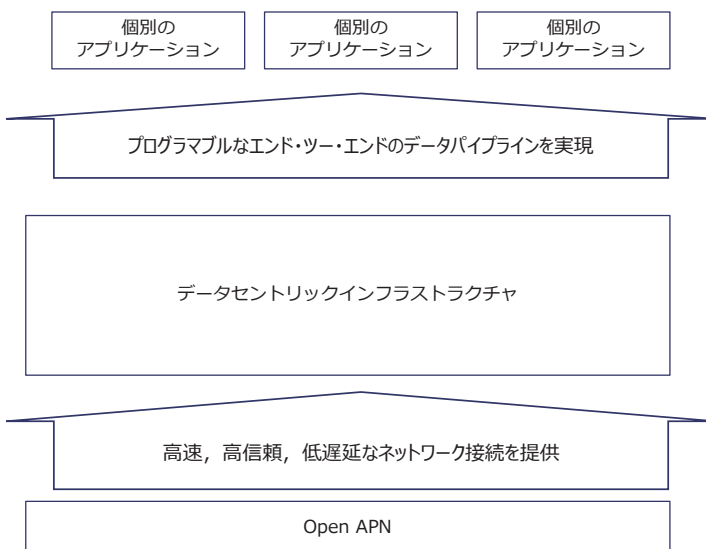 個別の 個別の 個別の
アプリケーション アプリケーション アプリケーション
プログラマブルなエンド・ツー・エンドのデータパイプラインを実現
データセントリックインフラストラクチャ
高速，高信頼，低遅延なネットワーク接続を提供
Open APN